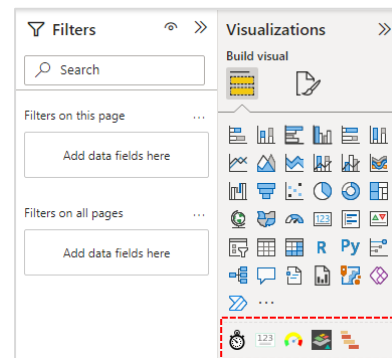 Filters
Search
Filters on this page
...
Add data fields here
Filters on all pages
...
Add data fields here
Visualizations
Build visual
123
R Py
...
123